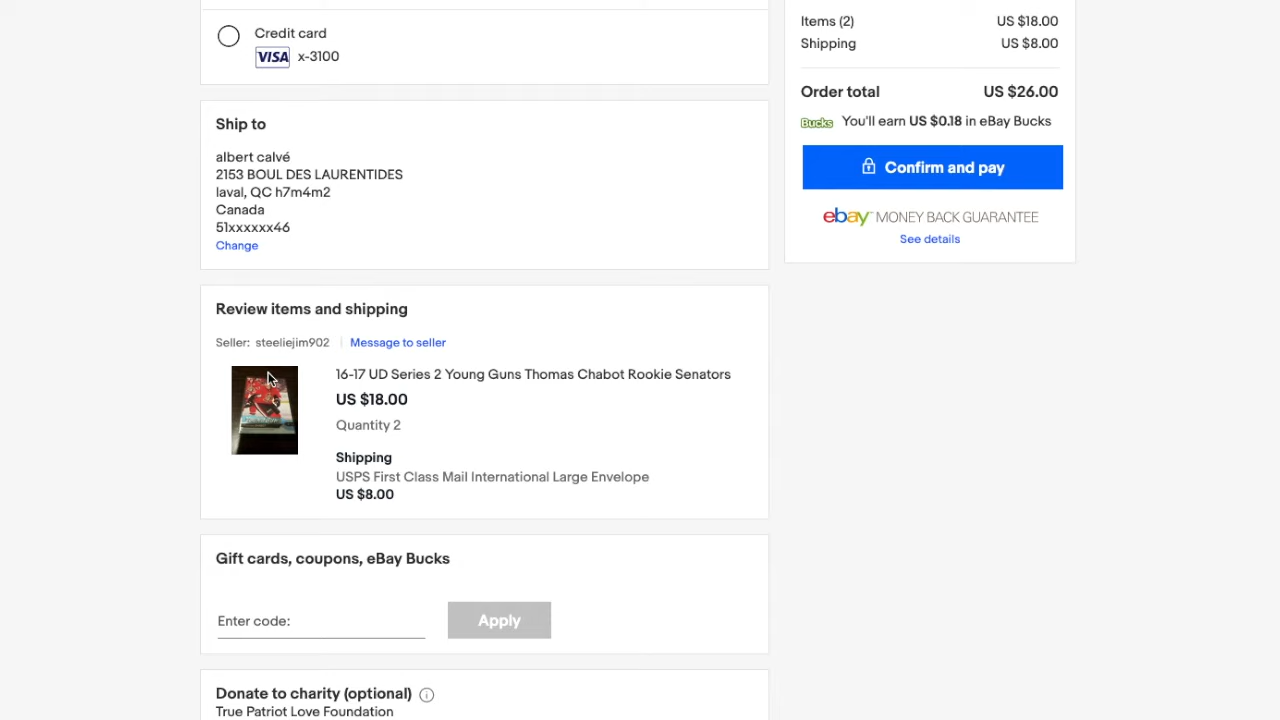 Credit card
VISA x-3100
Ship to
albert calvé
2153 BOUL DES LAURENTIDES
laval, QC h7m4m2
Canada
51xxxxxx46
Change
Review items and shipping
Seller: steeliejim902 Message to seller
16-17 UD Series 2 Young Guns Thomas Chabot Rookie Senators
US $18.00
Quantity 2
Shipping
USPS First Class Mail International Large Envelope
US $8.00
Gift cards, coupons, eBay Bucks
Enter code:
Apply
Donate to charity (optional)
True Patriot Love Foundation
Items (2) US $18.00
Shipping US $8.00
Order total US $26.00
Bucks You'll earn US $0.18 in eBay Bucks
Confirm and pay
ebay MONEY BACK GUARANTEE
See details